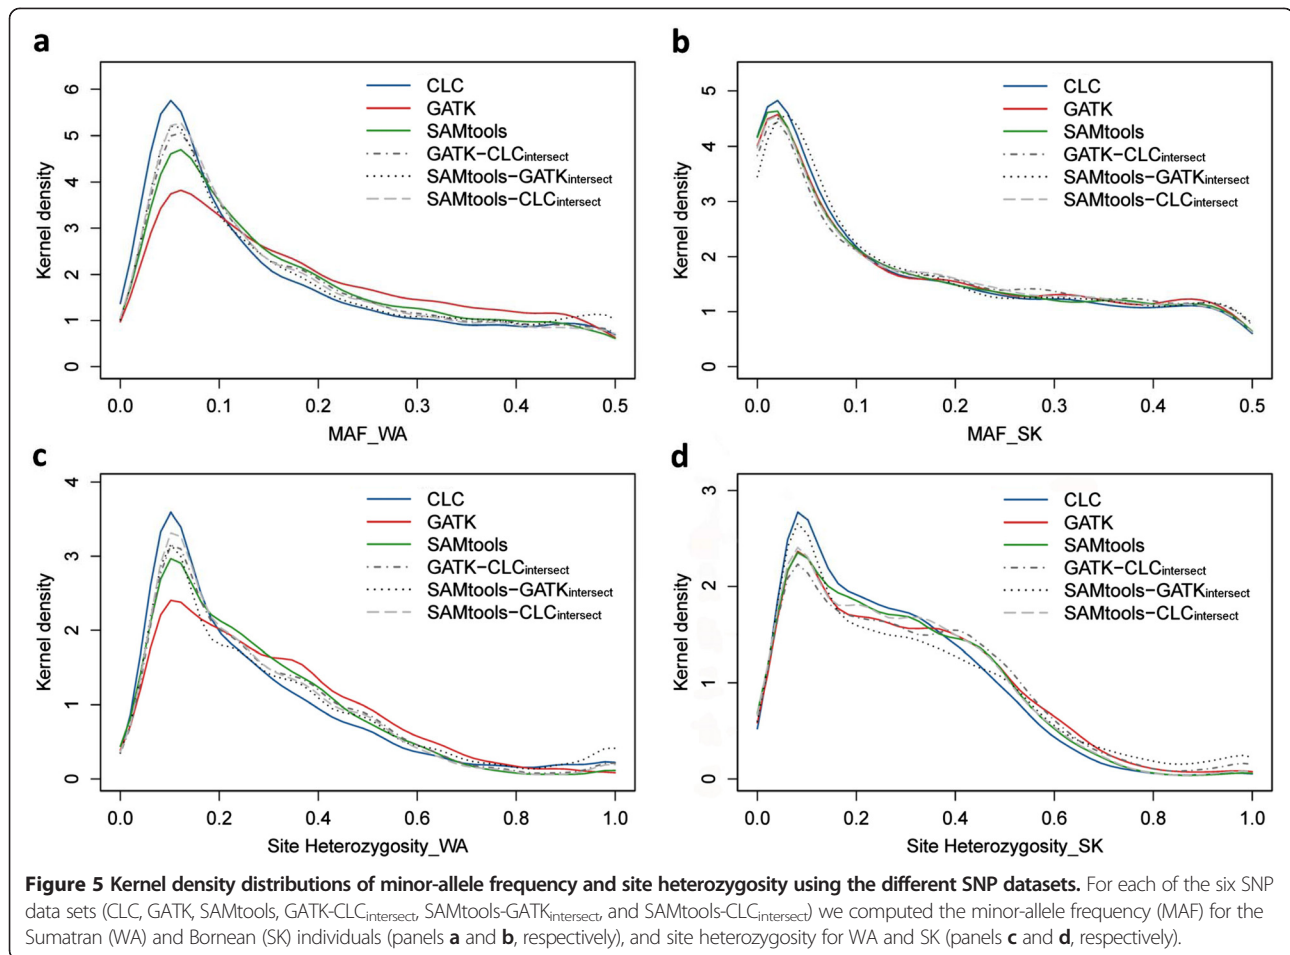 a
6
5
4
3
2
1
0
Kernel density
CLC
GATK
SAMtools
GATK−CLCintersect
SAMtools−GATKintersect
SAMtools−CLCintersect
0.0 0.1 0.2 0.3 0.4 0.5
MAF_WA
b
5
4
3
2
1
0
Kernel density
CLC
GATK
SAMtools
GATK−CLCintersect
SAMtools−GATKintersect
SAMtools−CLCintersect
0.0 0.1 0.2 0.3 0.4 0.5
MAF_SK
c
4
3
2
1
0
Kernel density
CLC
GATK
SAMtools
GATK−CLCintersect
SAMtools−GATKintersect
SAMtools−CLCintersect
0.0 0.2 0.4 0.6 0.8 1.0
Site Heterozygosity_WA
d
3
2
1
0
Kernel density
CLC
GATK
SAMtools
GATK−CLCintersect
SAMtools−GATKintersect
SAMtools−CLCintersect
0.0 0.2 0.4 0.6 0.8 1.0
Site Heterozygosity_SK
Figure 5 Kernel density distributions of minor-allele frequency and site heterozygosity using the different SNP datasets. For each of the six SNP
data sets (CLC, GATK, SAMtools, GATK-CLCintersect, SAMtools-GATKintersect, and SAMtools-CLCintersect) we computed the minor-allele frequency (MAF) for the
Sumatran (WA) and Bornean (SK) individuals (panels a and b, respectively), and site heterozygosity for WA and SK (panels c and d, respectively).